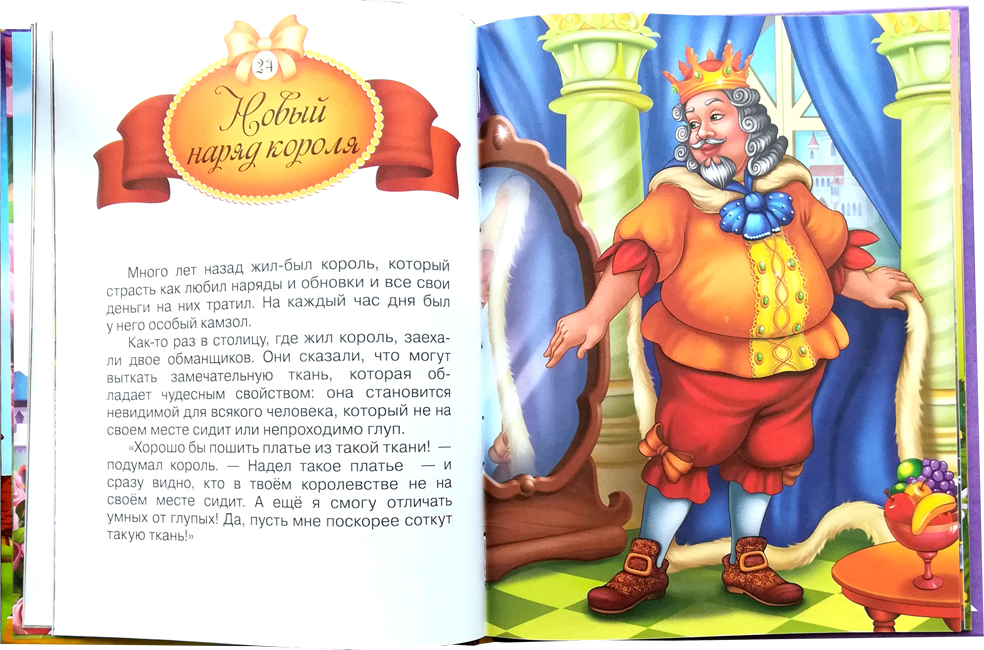 27
Новый
наряд короля
Много лет назад жил-был король, который
страсть как любил наряды и обновки и все свои
деньги на них тратил. На каждый час дня был
у него особый камзол.
Как-то раз в столицу, где жил король, заеха-
ли двое обманщиков. Они сказали, что могут
выткать замечательную ткань, которая об-
ладает чудесным свойством: она становится
невидимой для всякого человека, который не на
своем месте сидит или непроходимо глуп.
«Хорошо бы пошить платье из такой ткани! —
подумал король. — Надел такое платье — и
сразу видно, кто в твоём королевстве не на
своём месте сидит. А ещё я смогу отличать
умных от глупых! Да, пусть мне поскорее соткут
такую ткань!»